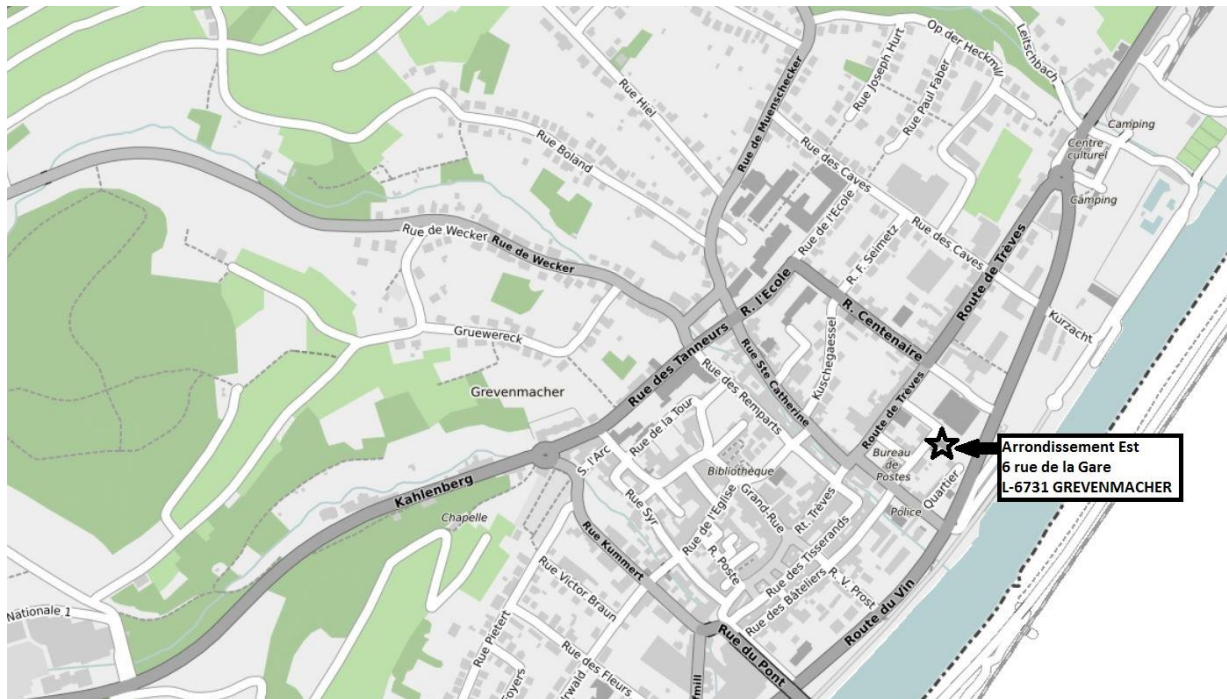 Op der Heckmill
Leitschbach
Rue Joseph Hurt
Rue Paul Faber
Rue Hiel
Rue de Muenschecker
Camping
Centre
culturel
Rue Boland
Rue des Caves
Camping
Rue de l'Ecole
Rue de Wecker
Rue de Wecker
R. F. Seimetz
Rue des Caves
Route de Trèves
R. l'Ecole
R. Centenaire
Kurzacht
Gruewereck
Rue des Tanneurs
Kuschegaessel
Rue Ste Catherine
Grevenmacher
Rue des Remparts
Route de Trèves
Rue de la Tour
S. l'Arc
Bibliothèque
Bureau
de
Postes
Arrondissement Est
6 rue de la Gare
L-6731 GREVENMACHER
Quartier
Kahlenberg
Chapelle
Rue Syr
Rue de l'Eglise
Grand-Rue
Rt. Trèves
Police
Rue Kummert
R. Poste
Rue des Tisserands
Rue des Bâteliers
R. V. Prost
Route du Vin
Nationale 1
Rue Victor Braun
Rue Pietert
Rue du Pont
Rue des Fleurs